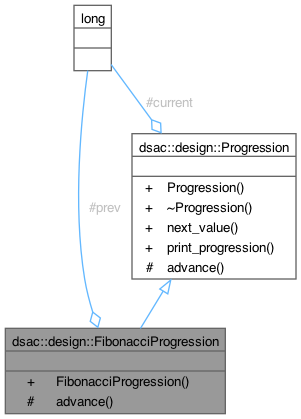 long
#current
dsac::design::Progression
+ Progression()
+ ~Progression()
+ next_value()
+ print_progression()
# advance()
#prev
dsac::design::FibonacciProgression
+ FibonacciProgression()
# advance()